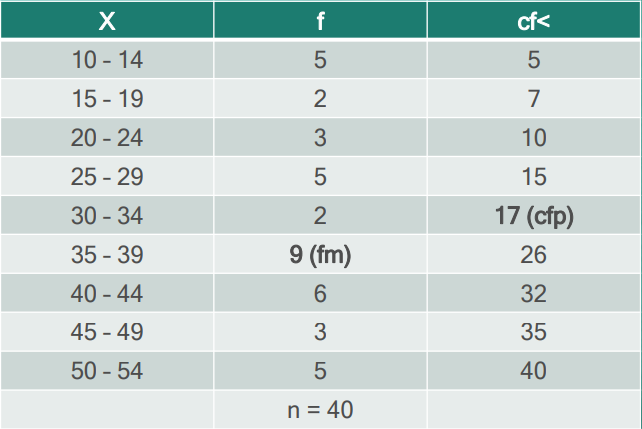 X f cf<
10 - 14 5 5
15 - 19 2 7
20 - 24 3 10
25 - 29 5 15
30 - 34 2 17 (cfp)
35 - 39 9 (fm) 26
40 - 44 6 32
45 - 49 3 35
50 - 54 5 40
n = 40